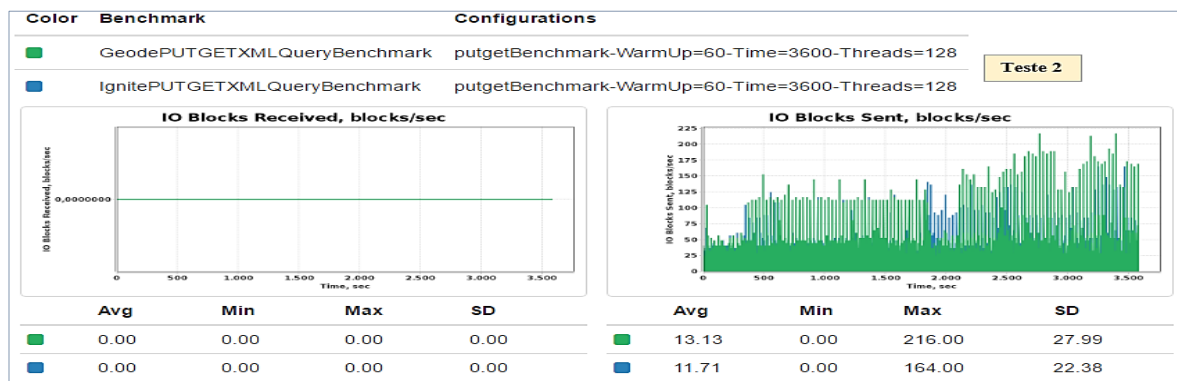 Color Benchmark Configurations
GeodePUTGETXMLQueryBenchmark putgetBenchmark-WarmUp=60-Time=3600-Threads=128
IgnitePUTGETXMLQueryBenchmark putgetBenchmark-WarmUp=60-Time=3600-Threads=128
Teste 2
IO Blocks Received, blocks/sec
IO Blocks Received, blocks/sec
0,0000000
0 500 1.000 1.500 2.000 2.500 3.000 3.500
Time, sec
IO Blocks Sent, blocks/sec
IO Blocks Sent, blocks/sec
225
200
175
150
125
100
75
50
25
0
0 500 1.000 1.500 2.000 2.500 3.000 3.500
Time, sec
Avg Min Max SD
0.00 0.00 0.00 0.00
0.00 0.00 0.00 0.00
Avg Min Max SD
13.13 0.00 216.00 27.99
11.71 0.00 164.00 22.38